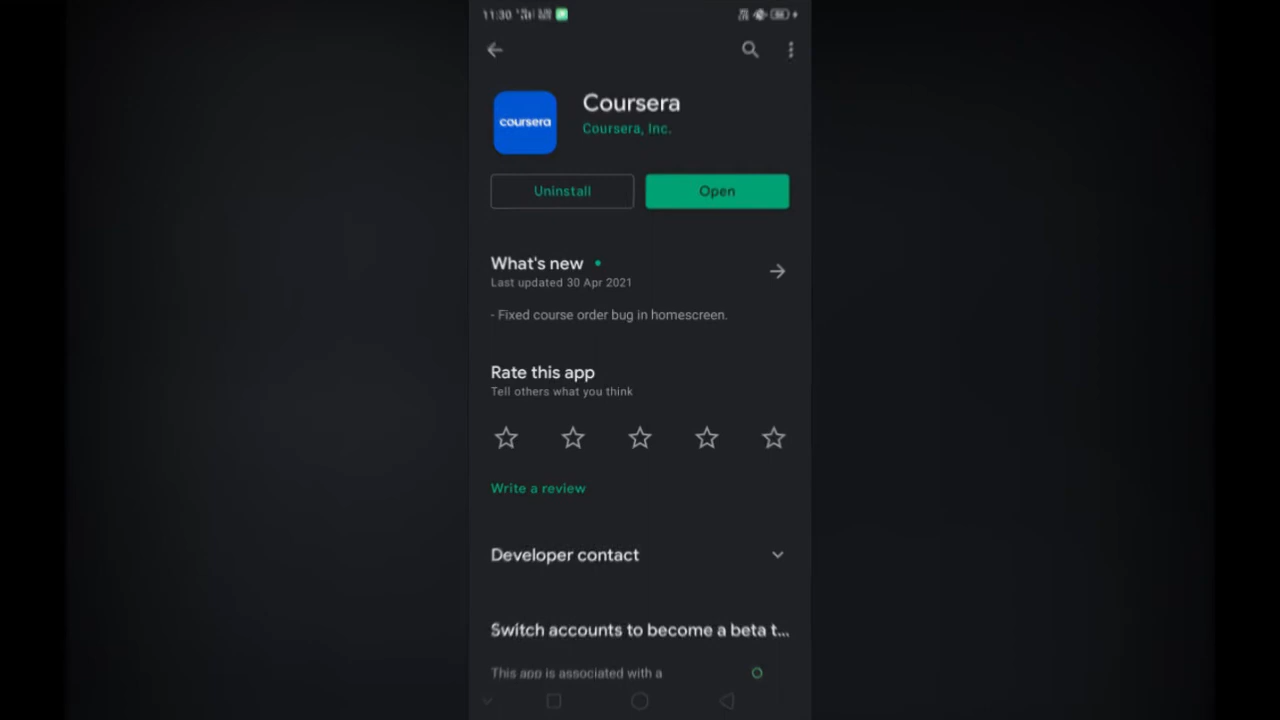 11:30
Coursera
coursera
Coursera, Inc.
Uninstall
Open
What's new
Last updated 30 Apr 2021
- Fixed course order bug in homescreen.
Rate this app
Tell others what you think
Write a review
Developer contact
Switch accounts to become a beta t...
This app is associated with a